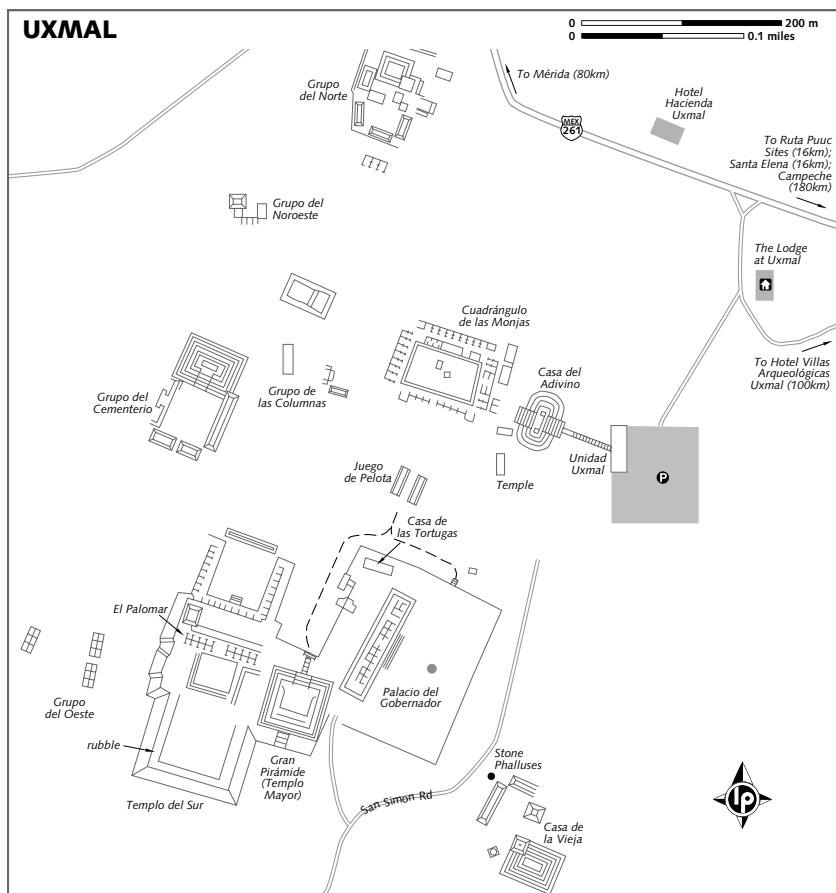 UXMAL
0 200 m
0 0.1 miles
To Mérida (80km)
MEX
261
Hotel
Hacienda
Uxmal
To Ruta Puuc
Sites (16km);
Santa Elena (16km);
Campeche
(180km)
Grupo
del Norte
Grupo del
Noroeste
The Lodge
at Uxmal
Cuadrángulo
de las Monjas
Casa del
Adivino
To Hotel Villas
Arqueológicas
Uxmal (100km)
Grupo del
Cementerio
Grupo de
las Columnas
Unidad
Uxmal
P
Juego
de Pelota
Temple
Casa de
las Tortugas
El Palomar
Palacio del
Gobernador
Grupo
del Oeste
rubble
Templo del Sur
Gran
Pirámide
(Templo
Mayor)
Stone
Phalluses
San Simon Rd
Casa de
la Vieja
lp